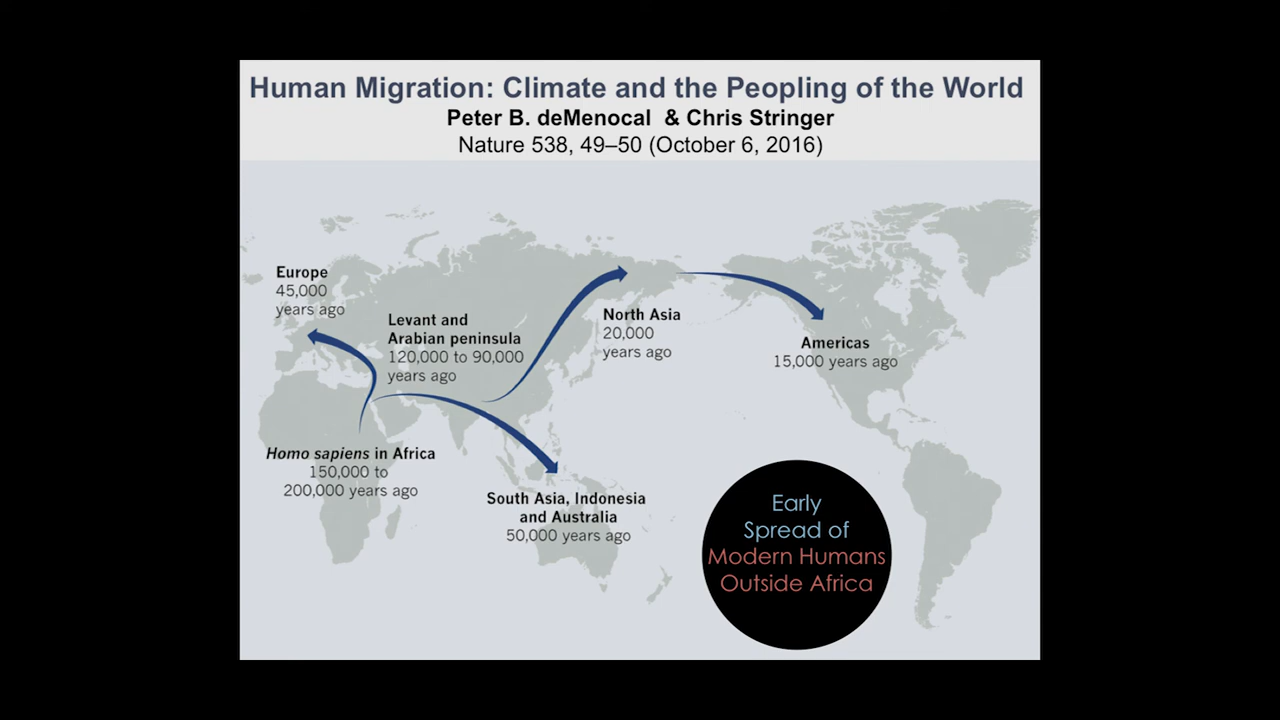 Human Migration: Climate and the Peopling of the World
Peter B. deMenocal & Chris Stringer
Nature 538, 49–50 (October 6, 2016)
Europe
45,000
years ago
Levant and
Arabian peninsula
120,000 to 90,000
years ago
North Asia
20,000
years ago
Americas
15,000 years ago
Homo sapiens in Africa
150,000 to
200,000 years ago
South Asia, Indonesia
and Australia
50,000 years ago
Early
Spread of
Modern Humans
Outside Africa